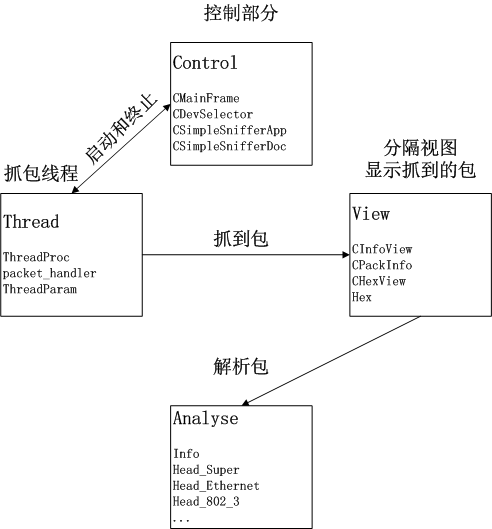 控制部分
Control
CMainFrame
CDevSelector
CSimpleSnifferApp
CSimpleSnifferDoc
启动和终止
抓包线程
Thread
ThreadProc
packet_handler
ThreadParam
抓到包
分隔视图
显示抓到的包
View
CInfoView
CPackInfo
CHexView
Hex
解析包
Analyse
Info
Head_Super
Head_Ethernet
Head_802_3
...